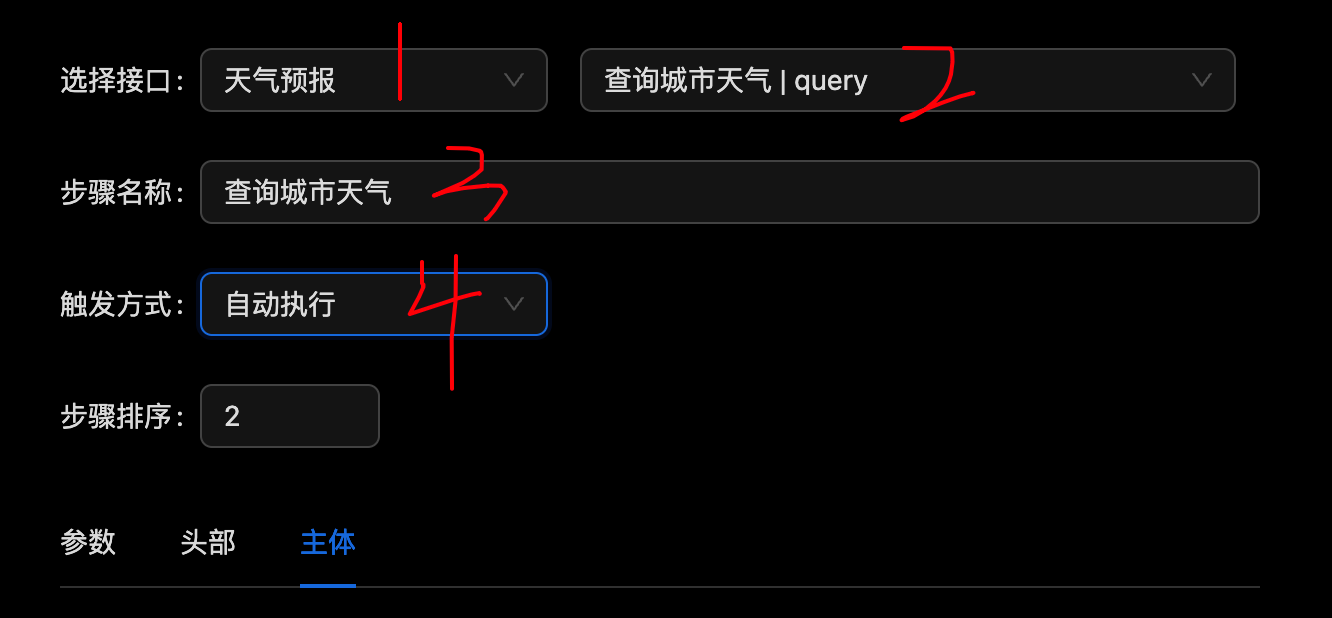 选择接口： 天气预报 1 查询城市天气 | query 2
步骤名称： 查询城市天气 3
触发方式： 自动执行 4
步骤排序： 2
参数 头部 主体